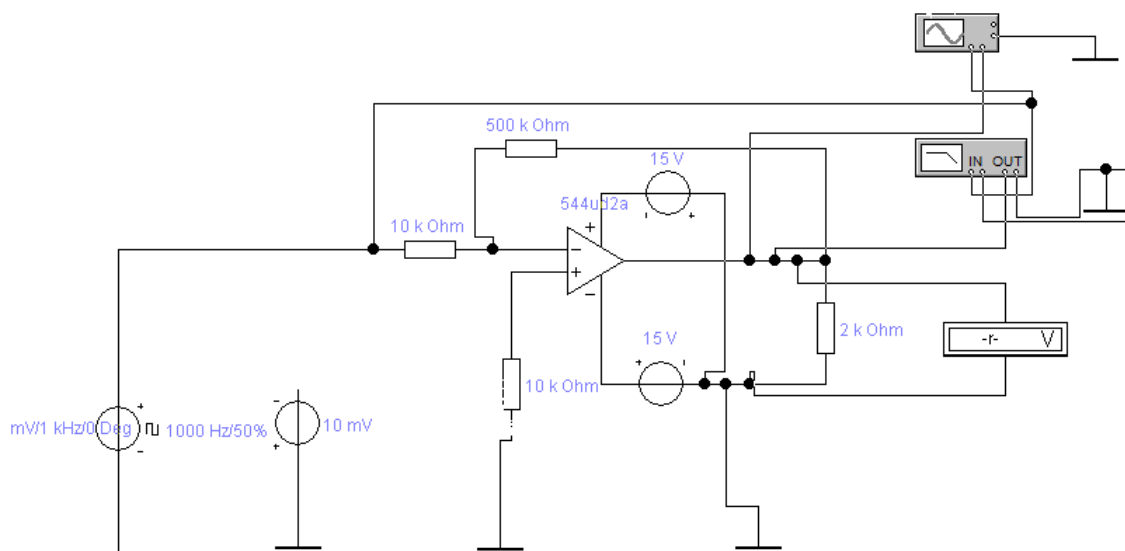 500 k Ohm
15 V
IN OUT
544ud2a
10 k Ohm
+
-
+
-
+
−
+
−
15 V
+
-
2 k Ohm
-r- V
10 k Ohm
mV/1 kHz/0 Deg
+
-
1000 Hz/50%
-
+
10 mV